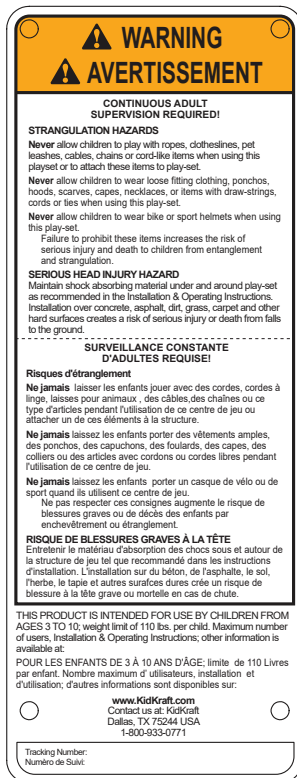 WARNING
AVERTISSEMENT
CONTINUOUS ADULT
SUPERVISION REQUIRED!
STRANGULATION HAZARDS
Never allow children to play with ropes, clotheslines, pet
leashes, cables, chains or cord-like items when using this
playset or to attach these items to play-set.
Never allow children to wear loose fitting clothing, ponchos,
hoods, scarves, capes, necklaces, or items with draw-strings,
cords or ties when using this play-set.
Never allow children to wear bike or sport helmets when using
this play-set.
Failure to prohibit these items increases the risk of
serious injury and death to children from entanglement
and strangulation.
SERIOUS HEAD INJURY HAZARD
Maintain shock absorbing material under and around play-set
as recommended in the Installation & Operating Instructions.
Installation over concrete, asphalt, dirt, grass, carpet and other
hard surfaces creates a risk of serious injury or death from falls
to the ground.
SURVEILLANCE CONSTANTE
D'ADULTES REQUISE!
Risques d'étranglement
Ne jamais laisser les enfants jouer avec des cordes, cordes à
linge, laisses pour animaux , des câbles,des chaînes ou ce
type d'articles pendant l'utilisation de ce centre de jeu ou
attacher un de ces éléments à la structure.
Ne jamais laissez les enfants porter des vêtements amples,
des ponchos, des capuchons, des foulards, des capes, des
colliers ou des articles avec cordons ou cordes libres pendant
l'utilisation de ce centre de jeu.
Ne jamais laissez les enfants porter un casque de vélo ou de
sport quand ils utilisent ce centre de jeu.
Ne pas respecter ces consignes augmente le risque de
blessures graves ou de décès des enfants par
enchevêtrement ou étranglement.
RISQUE DE BLESSURES GRAVES À LA TÊTE
Entretenir le matériau d'absorption des chocs sous et autour de
la structure de jeu tel que recommandé dans les instructions
d'installation. L'installation sur du béton, de l'asphalte, le sol,
l'herbe, le tapie et autres surafces dures crée un risque de
blessure à la tête grave ou mortelle en cas de chute.
THIS PRODUCT IS INTENDED FOR USE BY CHILDREN FROM
AGES 3 TO 10; weight limit of 110 lbs. per child. Maximum number
of users, Installation & Operating Instructions; other information is
available at:
POUR LES ENFANTS DE 3 À 10 ANS D'ÂGE; limite de 110 Livres
par enfant. Nombre maximum d' utilisateurs, installation et
d'utilisation; d'autres informations sont disponibles sur:
www.KidKraft.com
Contact us at: KidKraft
Dallas, TX 75244 USA
1-800-933-0771
Tracking Number:
Numéro de Suivi: